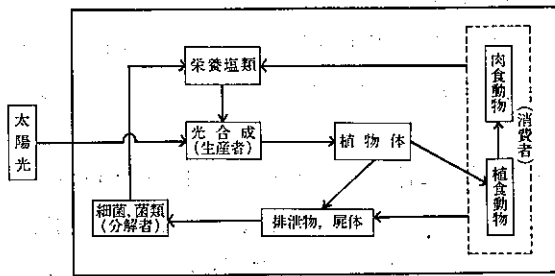 栄養塩類
太陽光
光合成
(生産者)
植物体
肉食動物
(消費者)
植食動物
細菌、菌類
(分解者)
排泄物,屍体